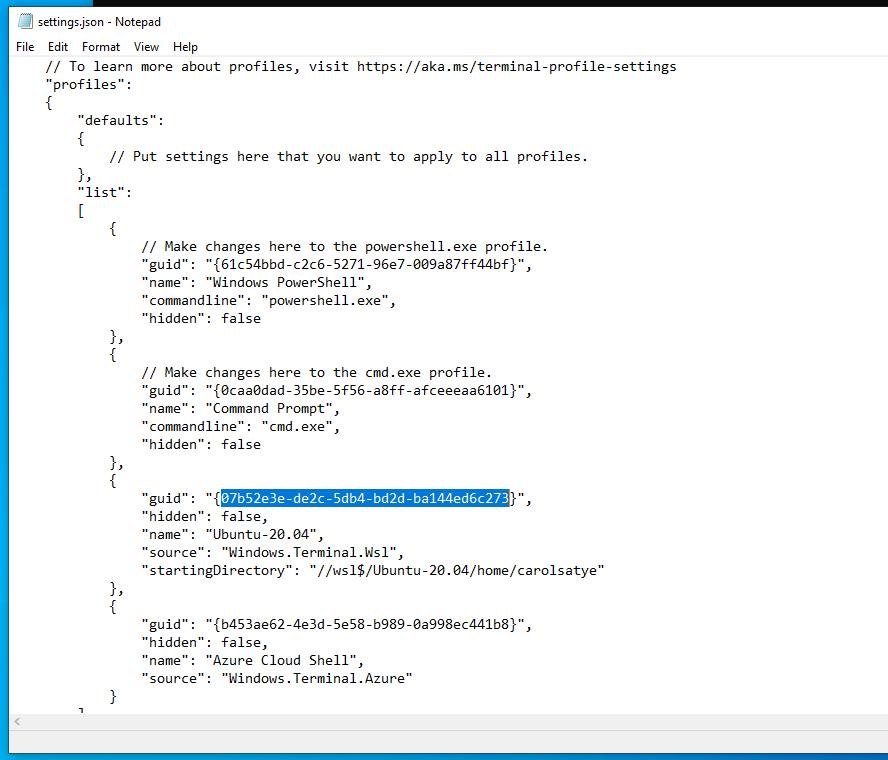 settings.json - Notepad
File Edit Format View Help
// To learn more about profiles, visit https://aka.ms/terminal-profile-settings
"profiles":
{
"defaults":
{
// Put settings here that you want to apply to all profiles.
},
"list":
[
{
// Make changes here to the powershell.exe profile.
"guid": "{61c54bbd-c2c6-5271-96e7-009a87ff44bf}",
"name": "Windows PowerShell",
"commandline": "powershell.exe",
"hidden": false
},
{
// Make changes here to the cmd.exe profile.
"guid": "{0caa0dad-35be-5f56-a8ff-afceeeaa6101}",
"name": "Command Prompt",
"commandline": "cmd.exe",
"hidden": false
},
{
"guid": "{07b52e3e-de2c-5db4-bd2d-ba144ed6c273}",
"hidden": false,
"name": "Ubuntu-20.04",
"source": "Windows.Terminal.Wsl",
"startingDirectory": "//wsl$/Ubuntu-20.04/home/carolsatye"
},
{
"guid": "{b453ae62-4e3d-5e58-b989-0a998ec441b8}",
"hidden": false,
"name": "Azure Cloud Shell",
"source": "Windows.Terminal.Azure"
}
]